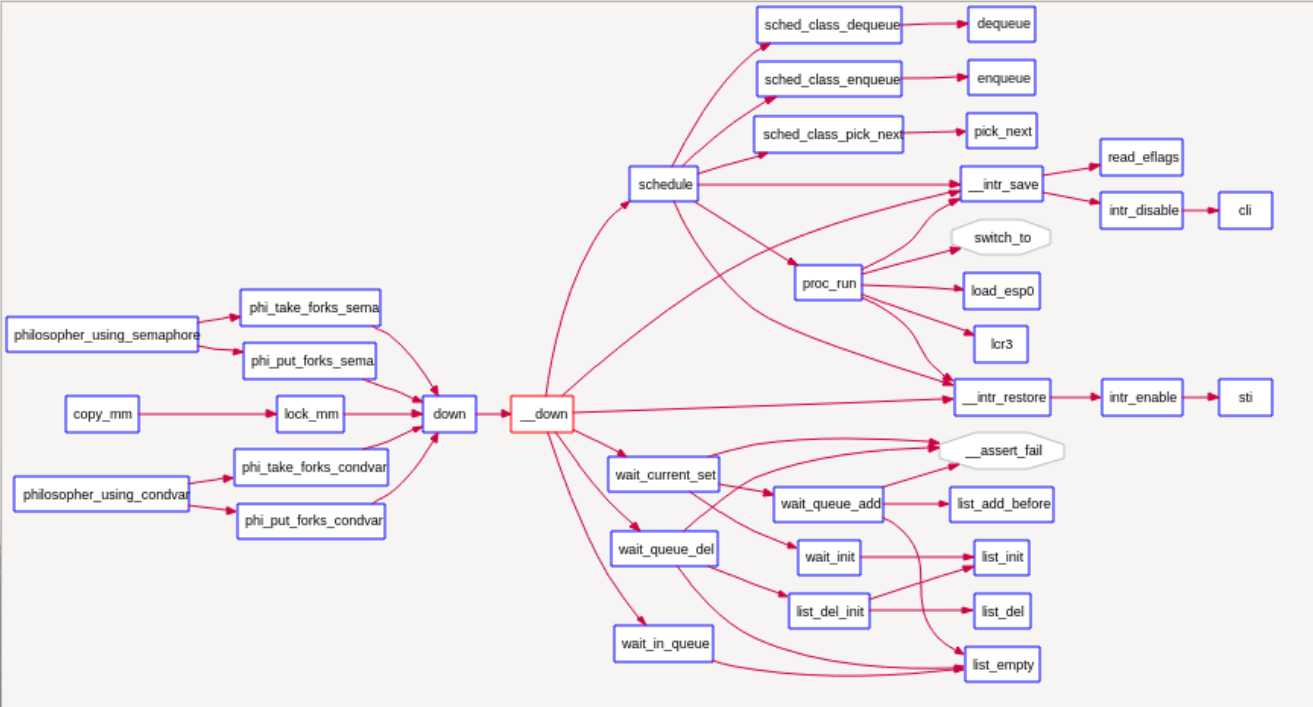 sched_class_dequeue
dequeue
sched_class_enqueue
enqueue
sched_class_pick_next
pick_next
read_eflags
schedule
__intr_save
intr_disable
cli
switch_to
proc_run
load_esp0
phi_take_forks_sema
philosopher_using_semaphore
lcr3
phi_put_forks_sema
__intr_restore
intr_enable
sti
copy_mm
lock_mm
down
__down
__assert_fail
phi_take_forks_condvar
wait_current_set
philosopher_using_condvar
wait_queue_add
list_add_before
phi_put_forks_condvar
wait_queue_del
wait_init
list_init
list_del_init
list_del
wait_in_queue
list_empty